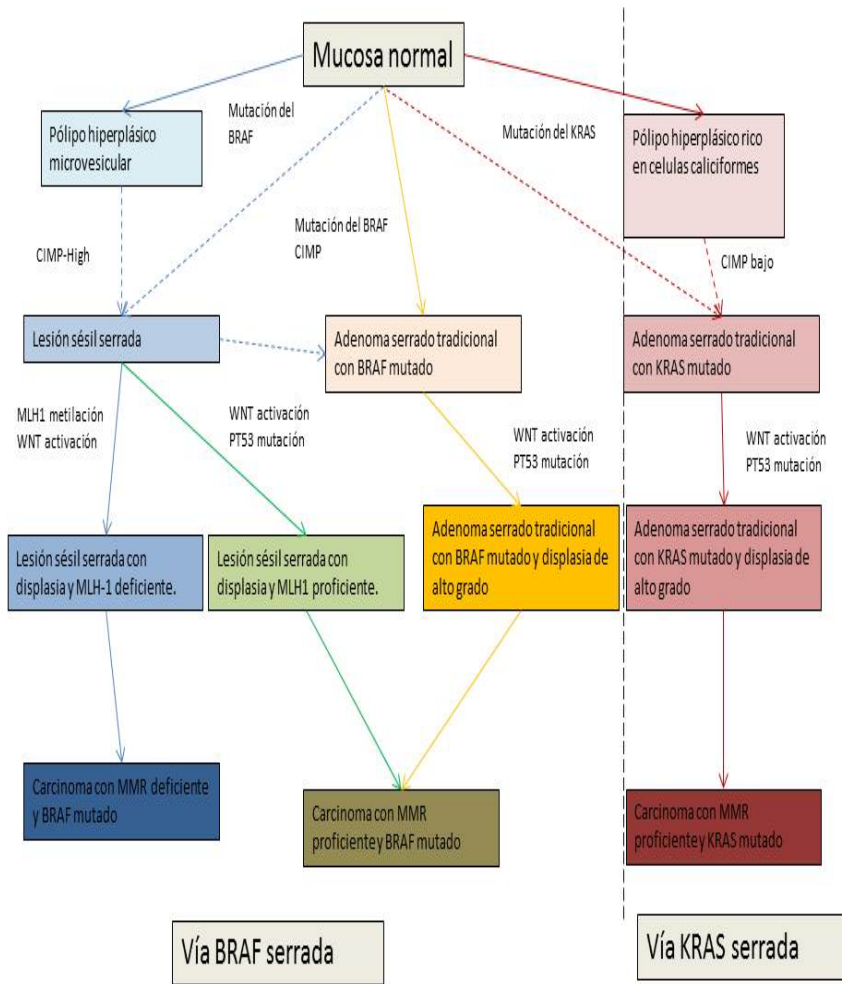 Mucosa normal
Mutación del
BRAF
Pólipo hiperplásico
microvesicular
Mutación del KRAS
Pólipo hiperplásico rico
en celulas caliciformes
Mutación del BRAF
CIMP
CIMP-High
CIMP bajo
Lesión sésil serrada
Adenoma serrado tradicional
con BRAF mutado
Adenoma serrado tradicional
con KRAS mutado
MLH1 metilación
WNT activación
WNT activación
PT53 mutación
WNT activación
PT53 mutación
WNT activación
PT53 mutación
Lesión sésil serrada con
displasia y MLH-1 deficiente.
Lesión sésil serrada con
displasia y MLH1 proficiente.
Adenoma serrado tradicional
con BRAF mutado y displasia de
alto grado
Adenoma serrado tradicional
con KRAS mutado y displasia de
alto grado
Carcinoma con MMR deficiente
y BRAF mutado
Carcinoma con MMR
proficiente y BRAF mutado
Carcinoma con MMR
proficiente y KRAS mutado
Vía BRAF serrada
Vía KRAS serrada